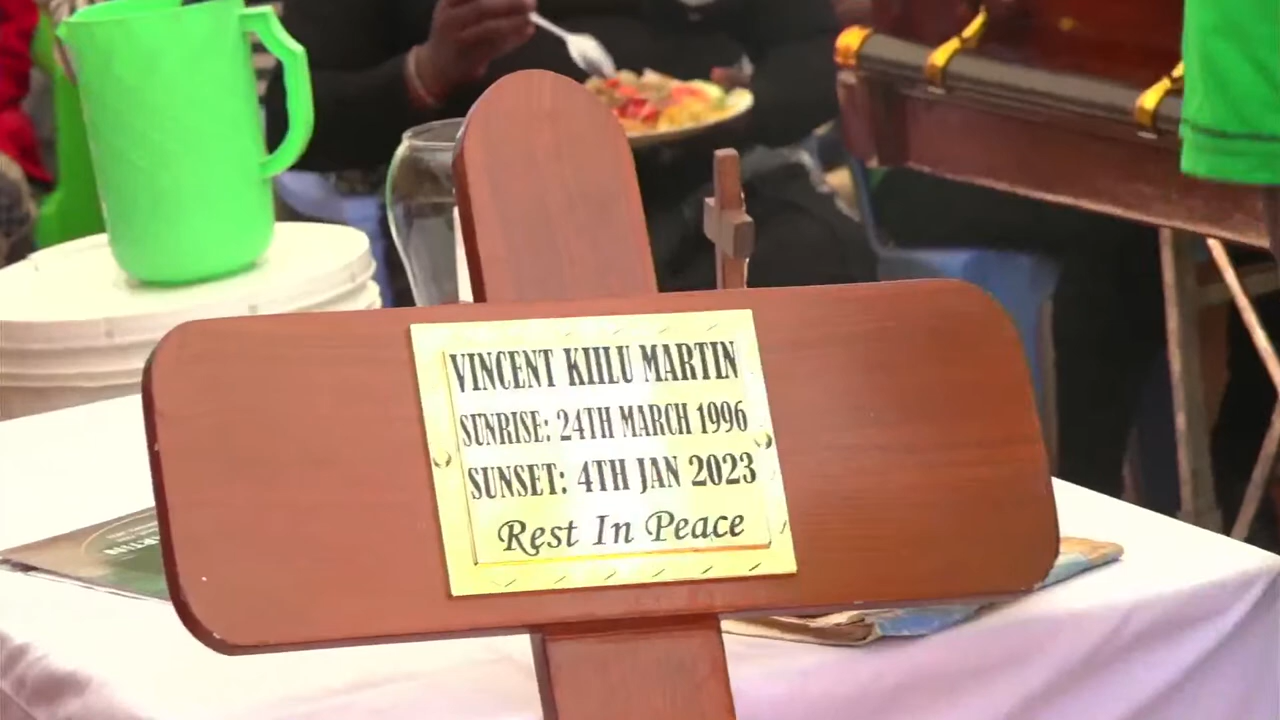 VINCENT KIILU MARTIN
SUNRISE: 24TH MARCH 1996
SUNSET: 4TH JAN 2023
Rest In Peace